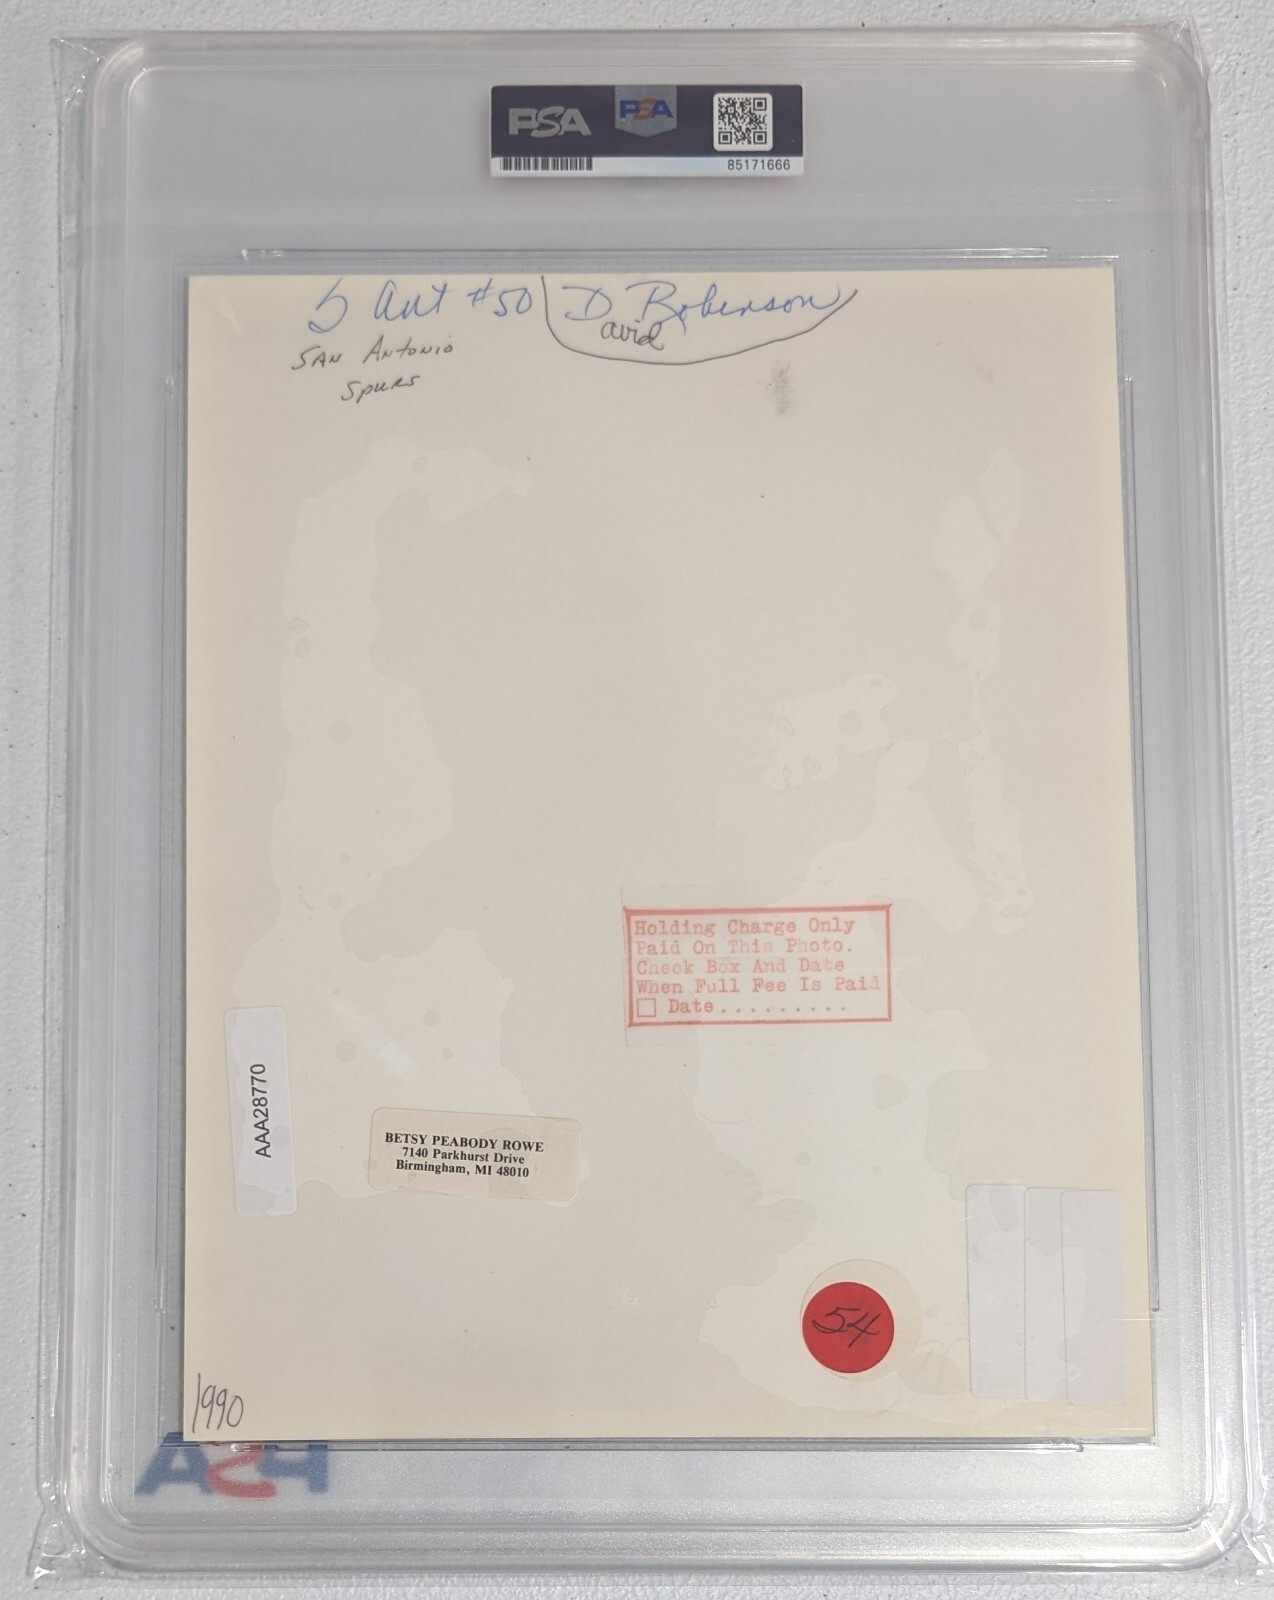 PSA
PSA
85171666
S Ant #50 D Robenson
avid
San Antonio
Spurs
Holding Charge Only
Paid On This Photo.
Check Box And Date
When Full Fee Is Paid
Date.........
AAA28770
BETSY PEABODY ROWE
7140 Parkhurst Drive
Birmingham, MI 48010
54
1990
PSA